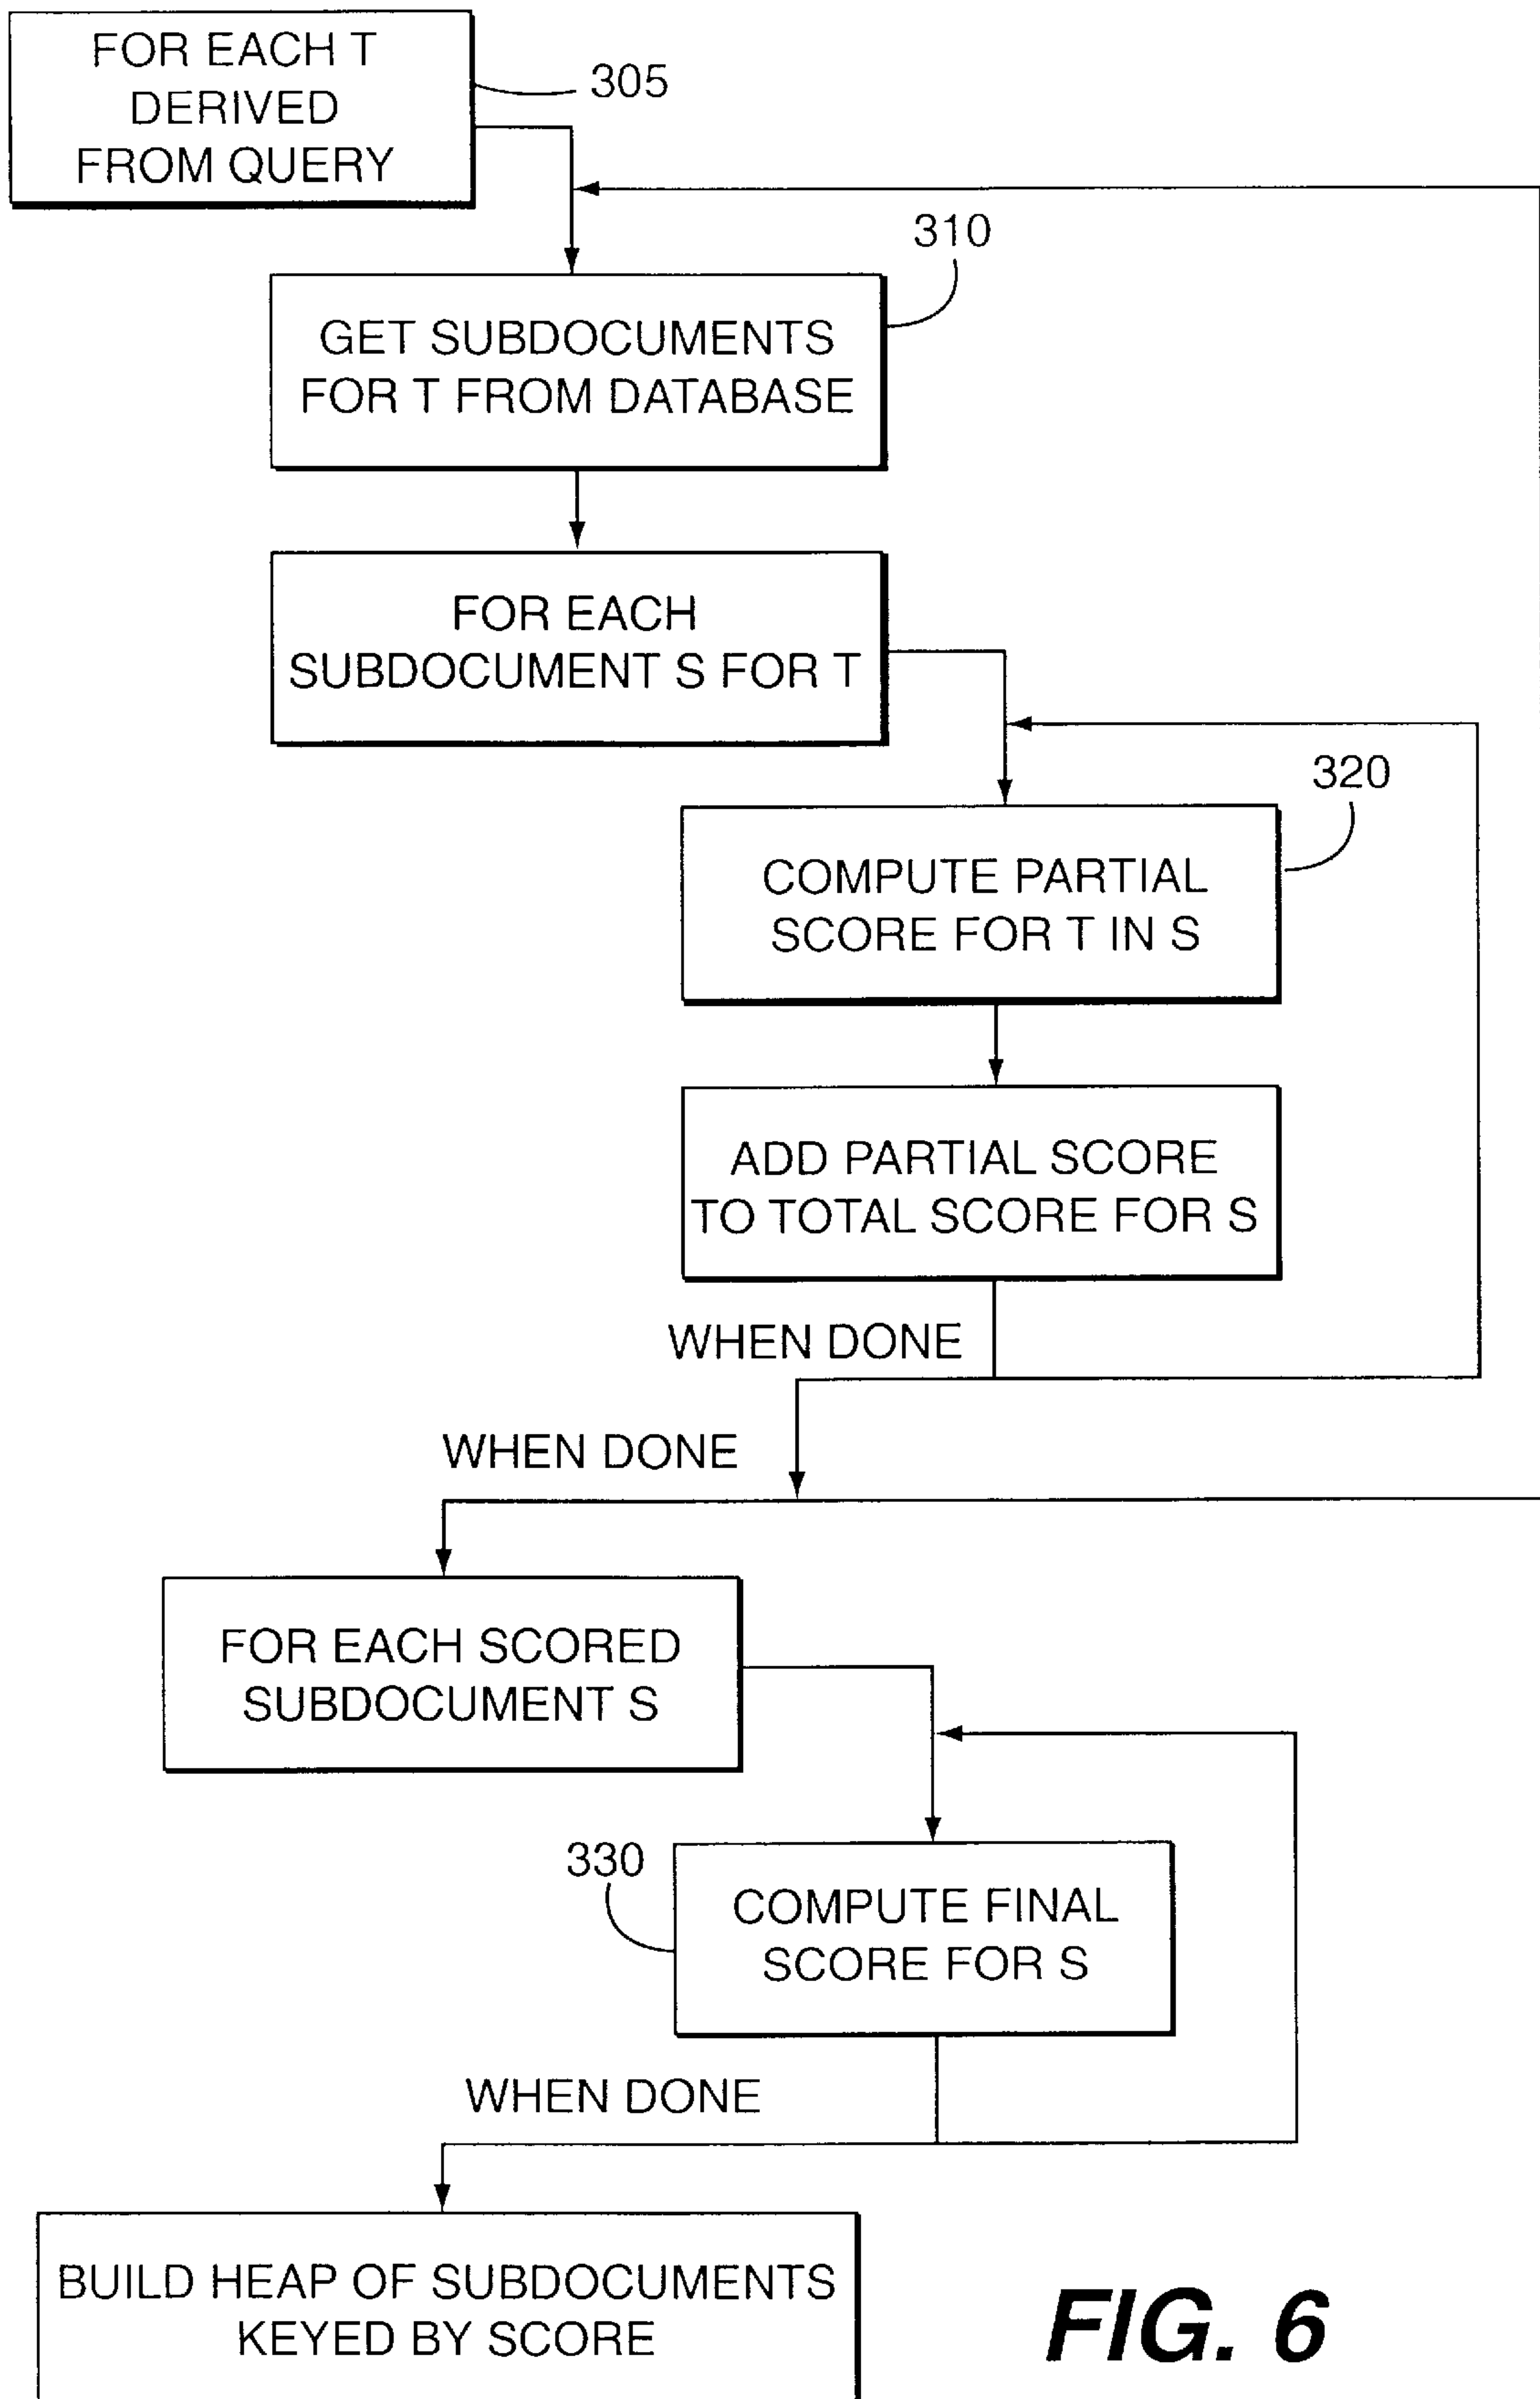 FOR EACH T
DERIVED
FROM QUERY
305
310
GET SUBDOCUMENTS
FOR T FROM DATABASE
FOR EACH
SUBDOCUMENT S FOR T
320
COMPUTE PARTIAL
SCORE FOR T IN S
ADD PARTIAL SCORE
TO TOTAL SCORE FOR S
WHEN DONE
WHEN DONE
FOR EACH SCORED
SUBDOCUMENT S
330
COMPUTE FINAL
SCORE FOR S
WHEN DONE
BUILD HEAP OF SUBDOCUMENTS
KEYED BY SCORE
FIG. 6